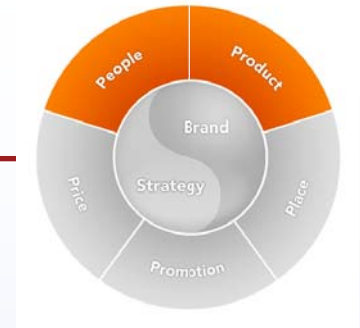 People
Product
Brand
Strategy
Price
Place
Promotion